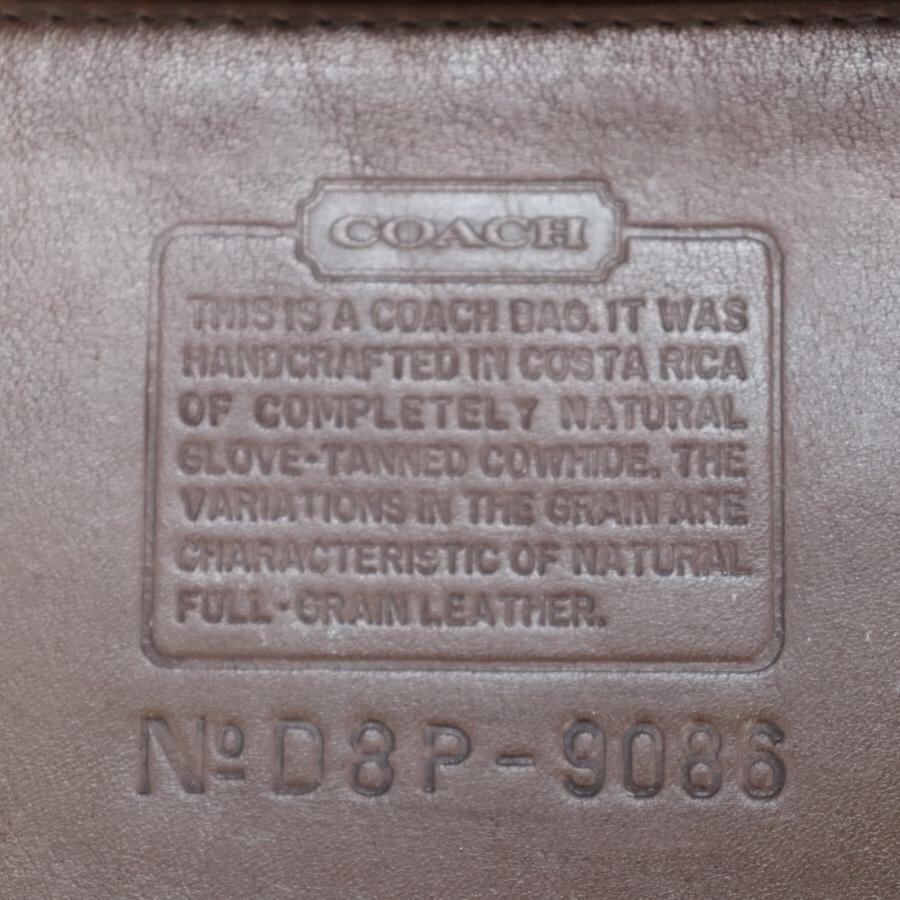 COACH
THIS IS A COACH BAG. IT WAS
HANDCRAFTED IN COSTA RICA
OF COMPLETELY NATURAL
GLOVE-TANNED COWHIDE. THE
VARIATIONS IN THE GRAIN ARE
CHARACTERISTIC OF NATURAL
FULL-GRAIN LEATHER.
Nº D8P-9086